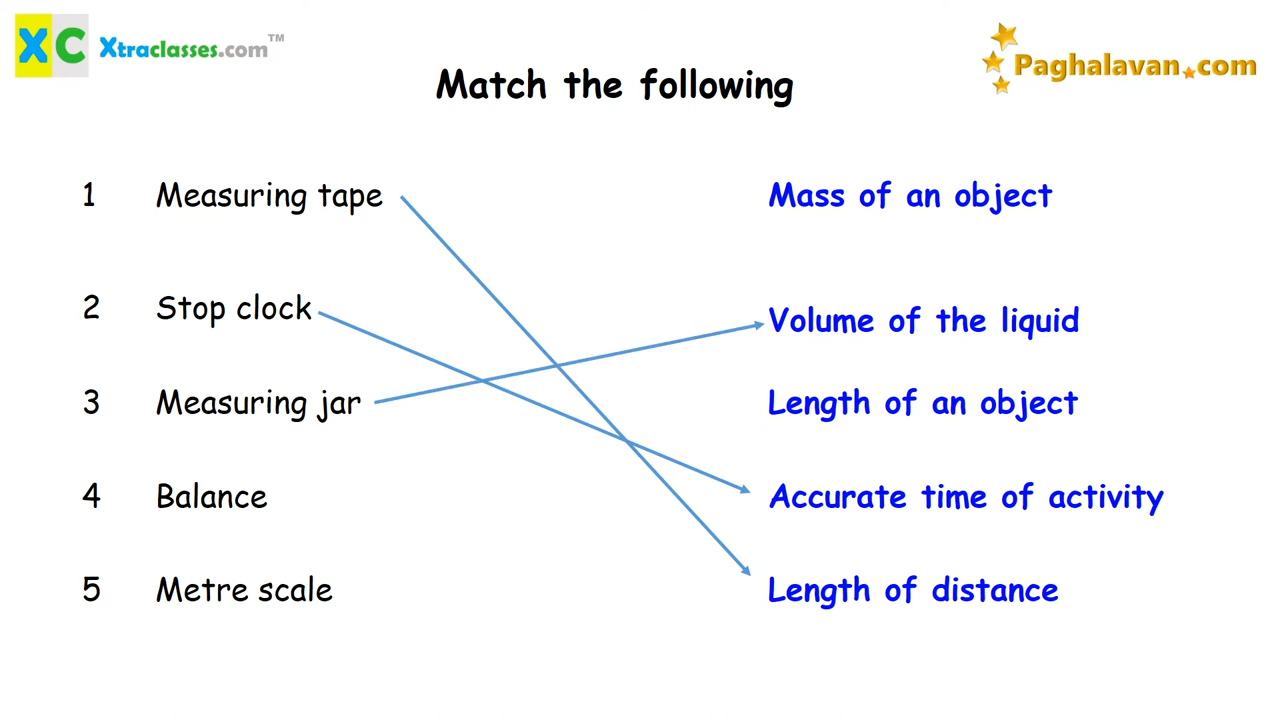 XC Xtraclasses.com™
Paghalavan.com
Match the following
1 Measuring tape Mass of an object
2 Stop clock Volume of the liquid
3 Measuring jar Length of an object
4 Balance Accurate time of activity
5 Metre scale Length of distance